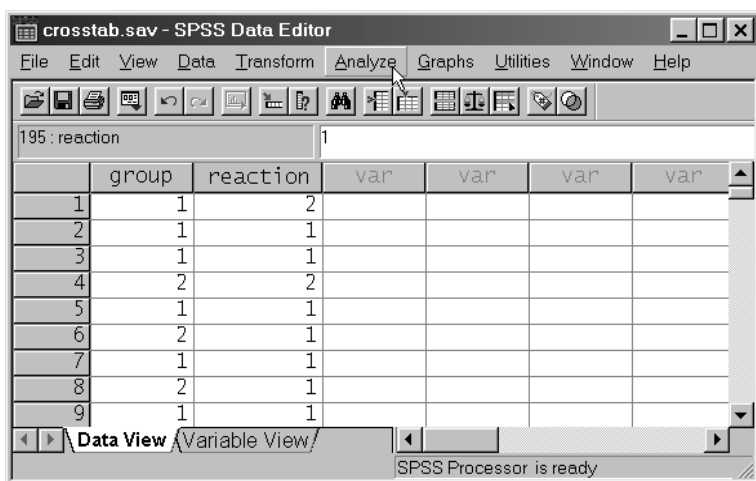 crosstab.sav - SPSS Data Editor
File Edit View Data Transform Analyze Graphs Utilities Window Help
195 : reaction 1
group reaction var var var var
1 1 2
2 1 1
3 1 1
4 2 2
5 1 1
6 2 1
7 1 1
8 2 1
9 1 1
Data View Variable View
SPSS Processor is ready